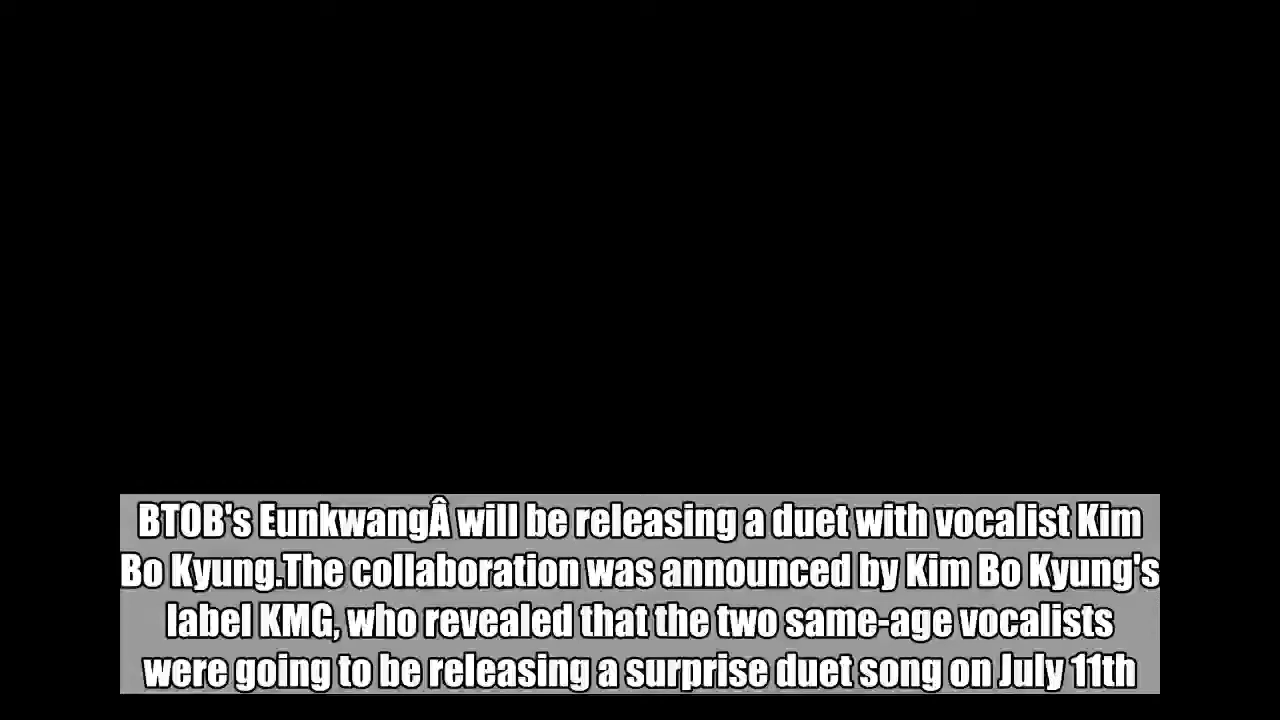 BTOB's EunkwangÂ will be releasing a duet with vocalist Kim
Bo Kyung.The collaboration was announced by Kim Bo Kyung's
label KMG, who revealed that the two same-age vocalists
were going to be releasing a surprise duet song on July 11th